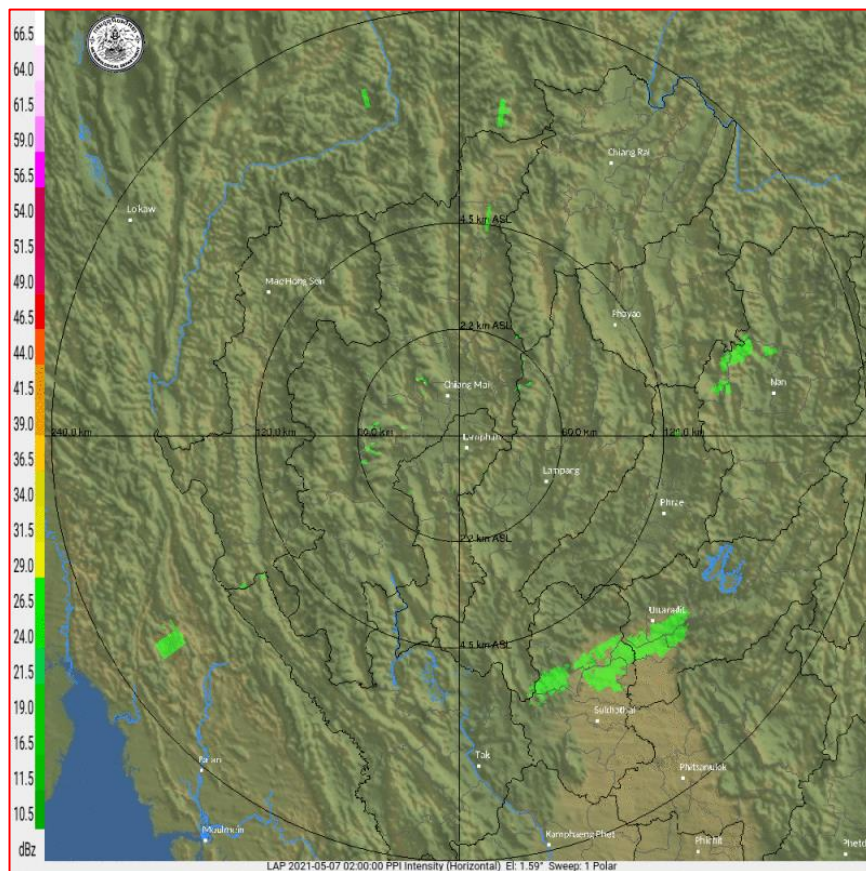 66.5
64.0
61.5
59.0
56.5
54.0
51.5
49.0
46.5
44.0
41.5
39.0
36.5
34.0
31.5
29.0
26.5
24.0
21.5
19.0
16.5
14.0
11.5
10.5
dBz
Chiang Rai
Loikaw
4.5 km ASL
Mae Hong Son
Phayao
2.2 km ASL
Chiang Mai
Nan
240.0 km
120.0 km
60.0 km
60.0 km
120.0 km
Lamphun
Lampang
Phrae
2.2 km ASL
Uttaradit
4.5 km ASL
Sukhothai
Tak
Pa-an
Phitsanulok
Moulmein
Kamphaeng Phet
Phichit
LAP 2021-05-07 02:00:00 PPI Intensity (Horizontal) El: 1.59° Sweep: 1 Polar